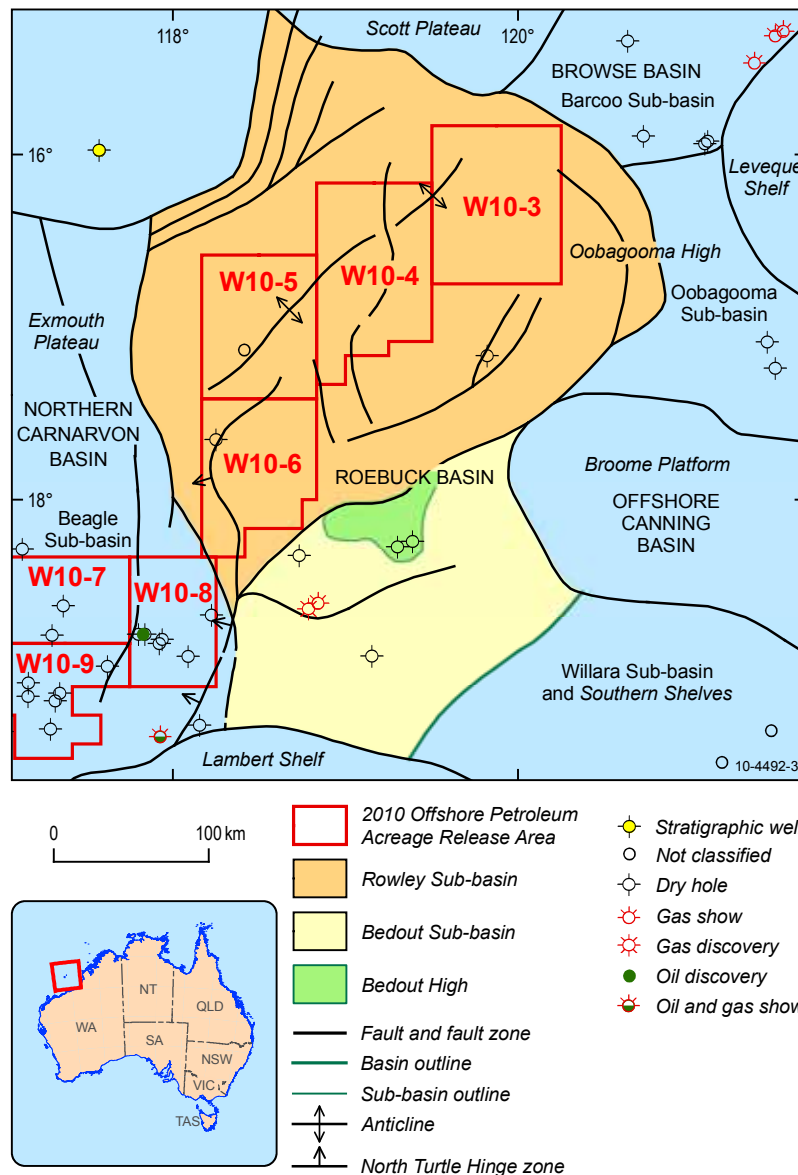 118°
120°
Scott Plateau
BROWSE BASIN
Barcoo Sub-basin
16°
Leveque
Shelf
W10-3
W10-4
W10-5
Oobagooma High
Oobagooma
Sub-basin
Exmouth
Plateau
NORTHERN
CARNARVON
BASIN
W10-6
ROEBUCK BASIN
Broome Platform
OFFSHORE
CANNING
BASIN
18°
Beagle
Sub-basin
W10-7
W10-8
W10-9
Willara Sub-basin
and Southern Shelves
Lambert Shelf
10-4492-3
0
100 km
2010 Offshore Petroleum
Acreage Release Area
Rowley Sub-basin
Bedout Sub-basin
Bedout High
Fault and fault zone
Basin outline
Sub-basin outline
Anticline
North Turtle Hinge zone
Stratigraphic well
Not classified
Dry hole
Gas show
Gas discovery
Oil discovery
Oil and gas show
WA
NT
QLD
SA
NSW
VIC
TAS